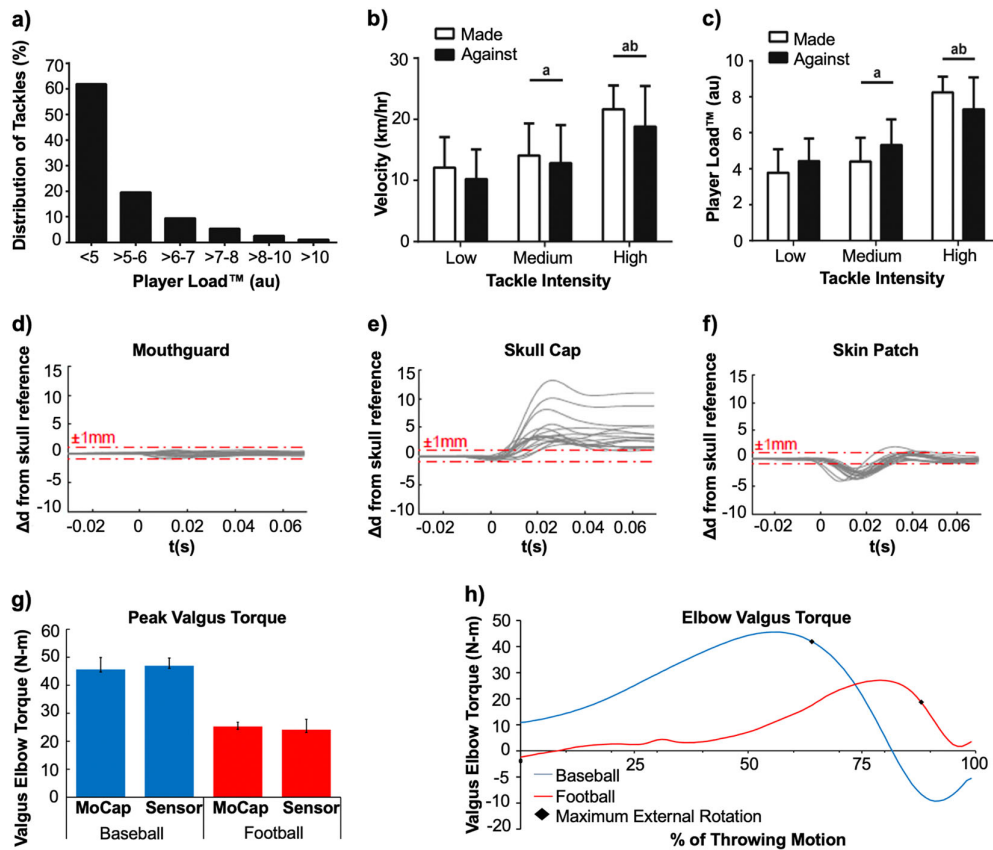 a)
Distribution of Tackles (%)
70
60
50
40
30
20
10
0
<5 >5-6 >6-7 >7-8 >8-10 >10
Player Load™ (au)
b)
Made
Against
Velocity (km/hr)
30
20
10
0
a
ab
Low Medium High
Tackle Intensity
c)
Made
Against
Player Load™ (au)
10
8
6
4
2
0
a
ab
Low Medium High
Tackle Intensity
d)
Mouthguard
Δd from skull reference
15
10
5
0
-5
-10
±1mm
-0.02 0 0.02 0.04 0.06
t(s)
e)
Skull Cap
Δd from skull reference
15
10
5
0
-5
-10
±1mm
-0.02 0 0.02 0.04 0.06
t(s)
f)
Skin Patch
Δd from skull reference
15
10
5
0
-5
-10
±1mm
-0.02 0 0.02 0.04 0.06
t(s)
g)
Peak Valgus Torque
Valgus Elbow Torque (N-m)
60
50
40
30
20
10
0
MoCap Sensor MoCap Sensor
Baseball Football
h)
Elbow Valgus Torque
Valgus Elbow Torque (N-m)
50
40
30
20
10
0
-5
-10
-15
-20
25 50 75 100
Baseball
Football
Maximum External Rotation
% of Throwing Motion